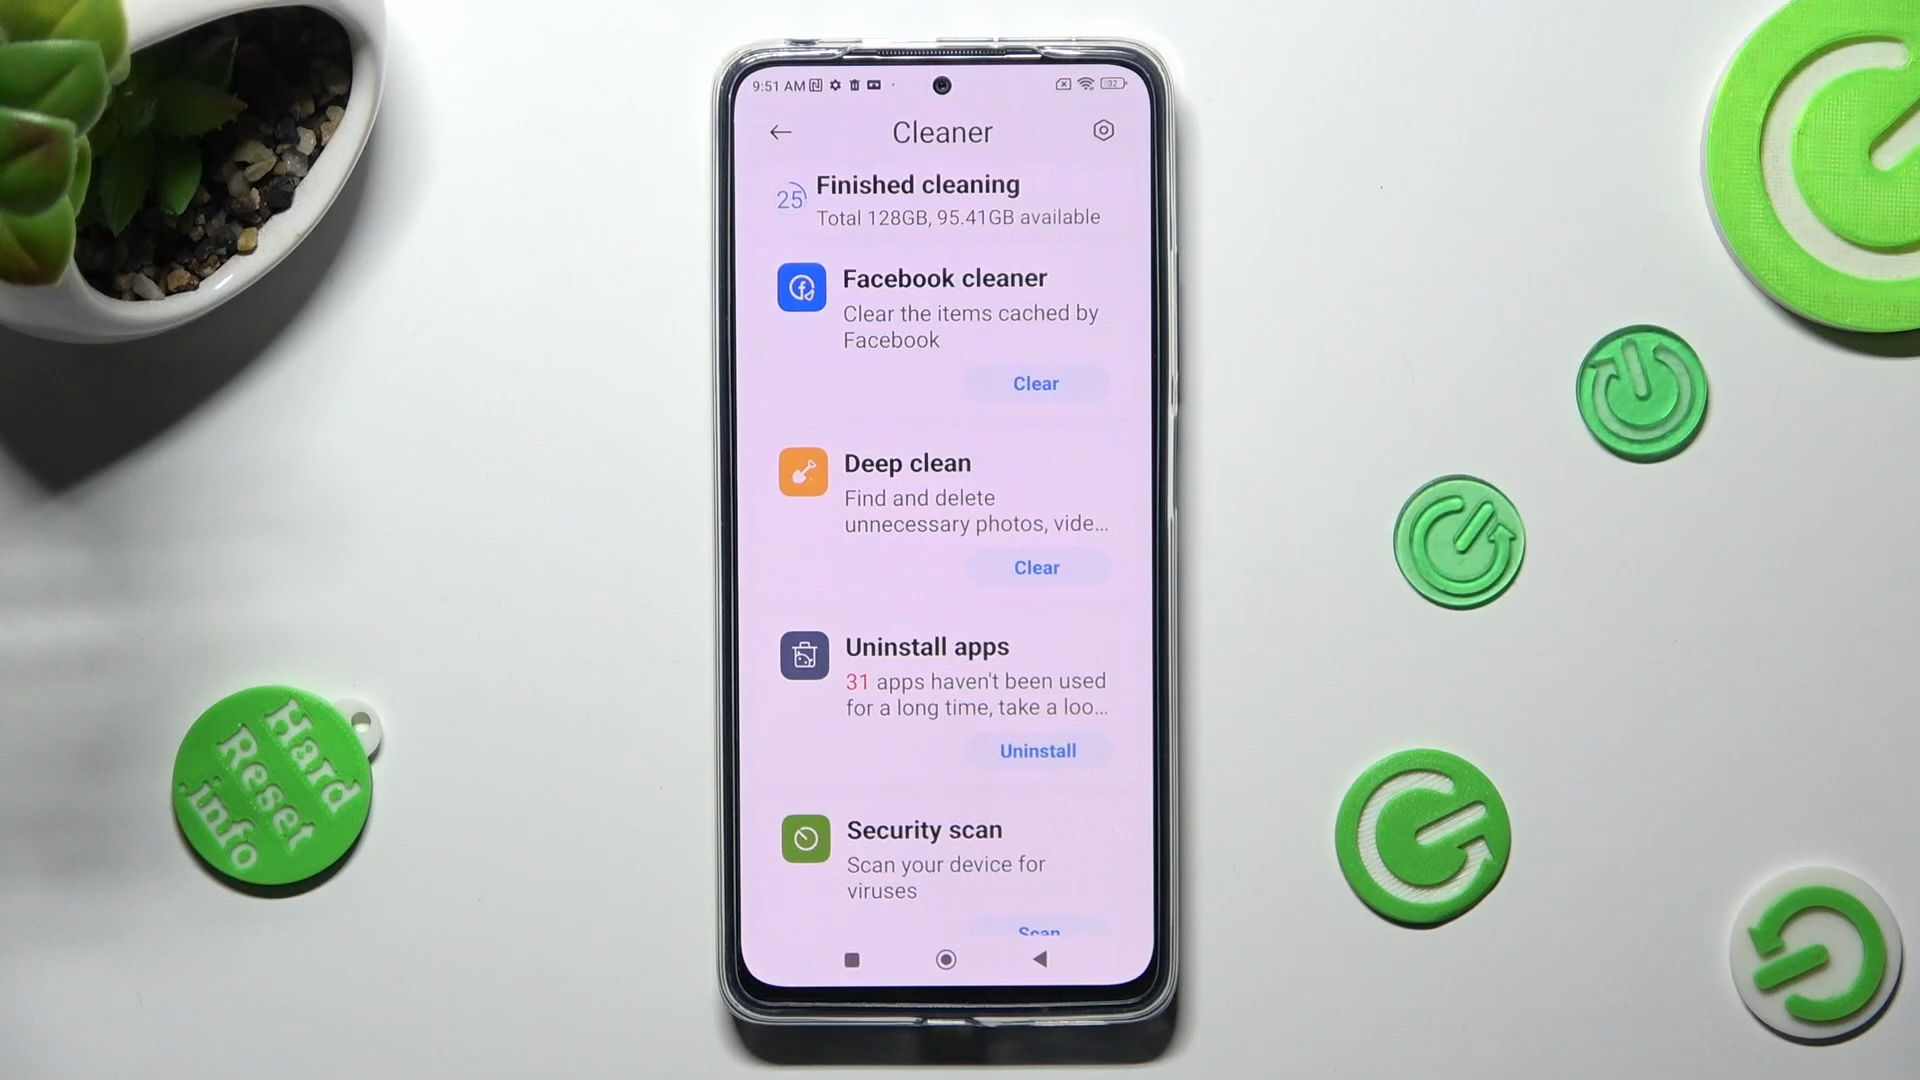 9:51 AM
32
Cleaner
25
Finished cleaning
Total 128GB, 95.41GB available
Facebook cleaner
Clear the items cached by
Facebook
Clear
Deep clean
Find and delete
unnecessary photos, vide...
Clear
Uninstall apps
31 apps haven't been used
for a long time, take a loo...
Uninstall
Security scan
Scan your device for
viruses
Scan
Hard
Reset
.info